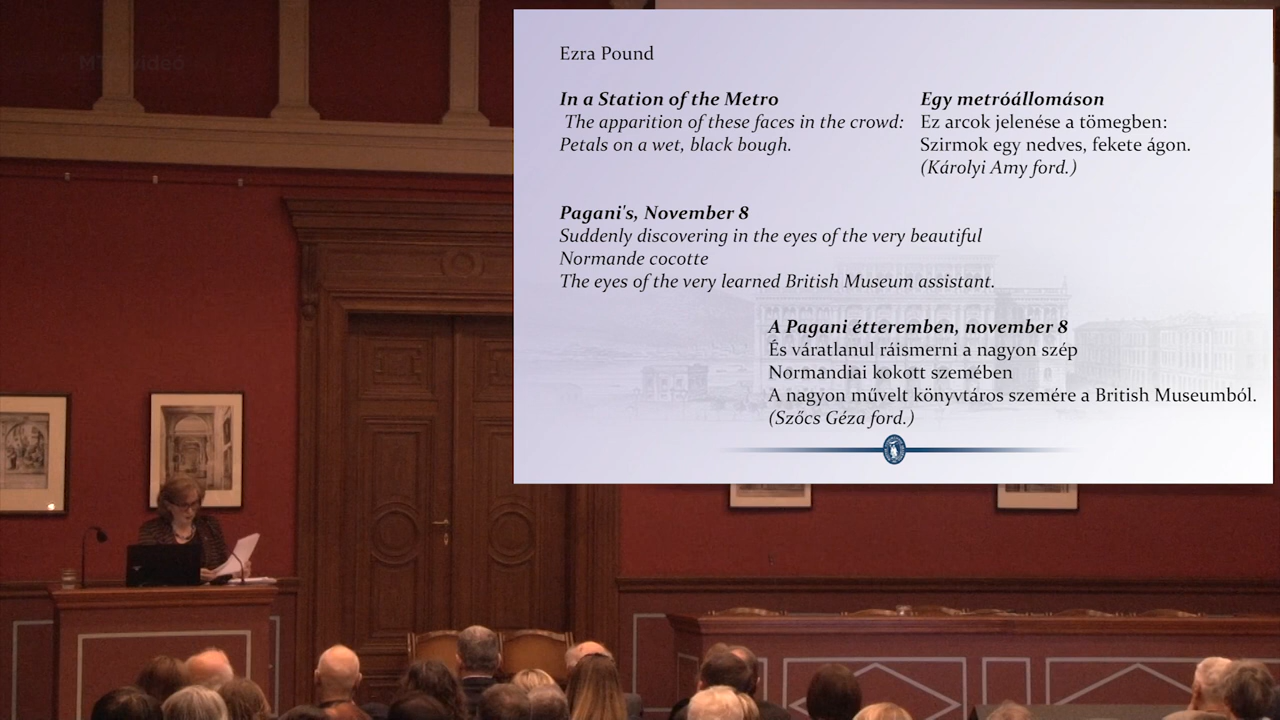 Ezra Pound
In a Station of the Metro
The apparition of these faces in the crowd:
Petals on a wet, black bough.
Egy metróállomáson
Ez arcok jelenése a tömegben:
Szirmok egy nedves, fekete ágon.
(Károlyi Amy ford.)
Pagani's, November 8
Suddenly discovering in the eyes of the very beautiful
Normande cocotte
The eyes of the very learned British Museum assistant.
A Pagani étteremben, november 8
És váratlanul ráismerni a nagyon szép
Normandiai kokott szemében
A nagyon művelt könyvtáros szemére a British Museumból.
(Szőcs Géza ford.)